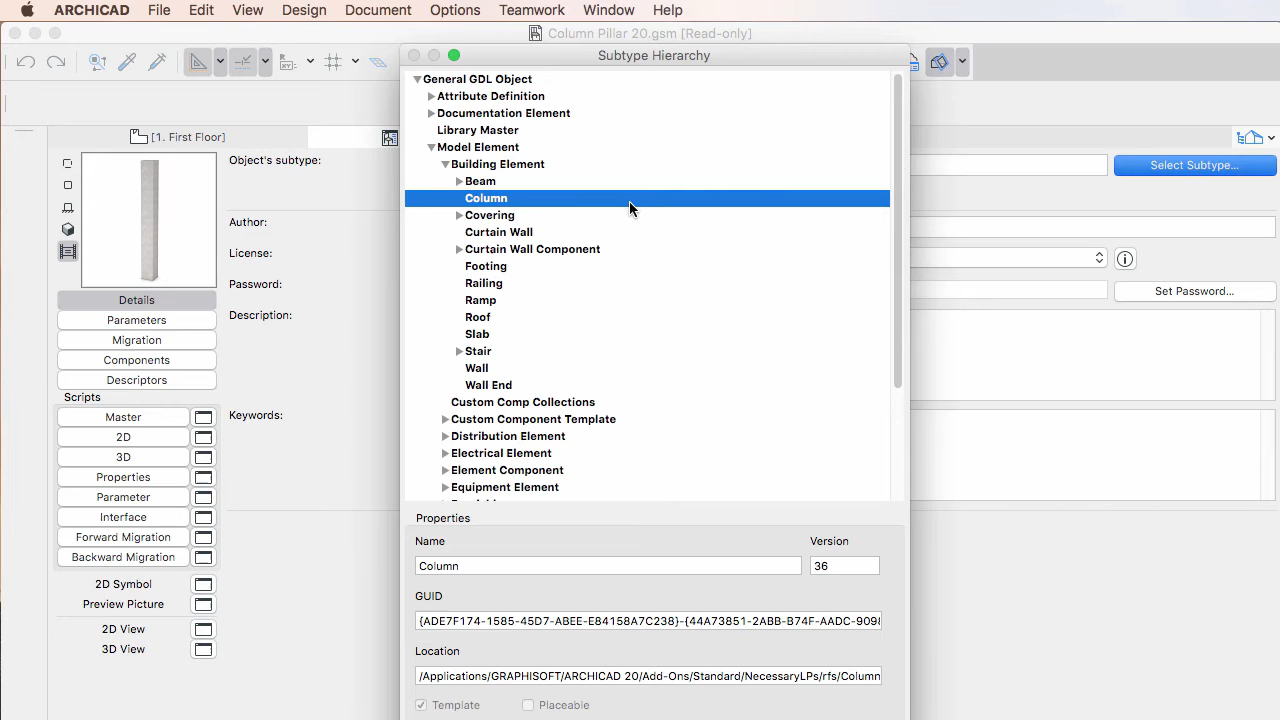 ARCHICAD File Edit View Design Document Options Teamwork Window Help
Column Pillar 20.gsm [Read-only]
Subtype Hierarchy
[1. First Floor]
Object's subtype:
Select Subtype...
Author:
License:
Password:
Set Password...
Description:
Keywords:
Details
Parameters
Migration
Components
Descriptors
Scripts
Master
2D
3D
Properties
Parameter
Interface
Forward Migration
Backward Migration
2D Symbol
Preview Picture
2D View
3D View
General GDL Object
Attribute Definition
Documentation Element
Library Master
Model Element
Building Element
Beam
Column
Covering
Curtain Wall
Curtain Wall Component
Footing
Railing
Ramp
Roof
Slab
Stair
Wall
Wall End
Custom Comp Collections
Custom Component Template
Distribution Element
Electrical Element
Element Component
Equipment Element
Properties
Name Version
Column 36
GUID
{ADE7F174-1585-45D7-ABEE-E84158A7C238}-{44A73851-2ABB-B74F-AADC-909
Location
/Applications/GRAPHISOFT/ARCHICAD 20/Add-Ons/Standard/NecessaryLPs/rfs/Column
Template Placeable